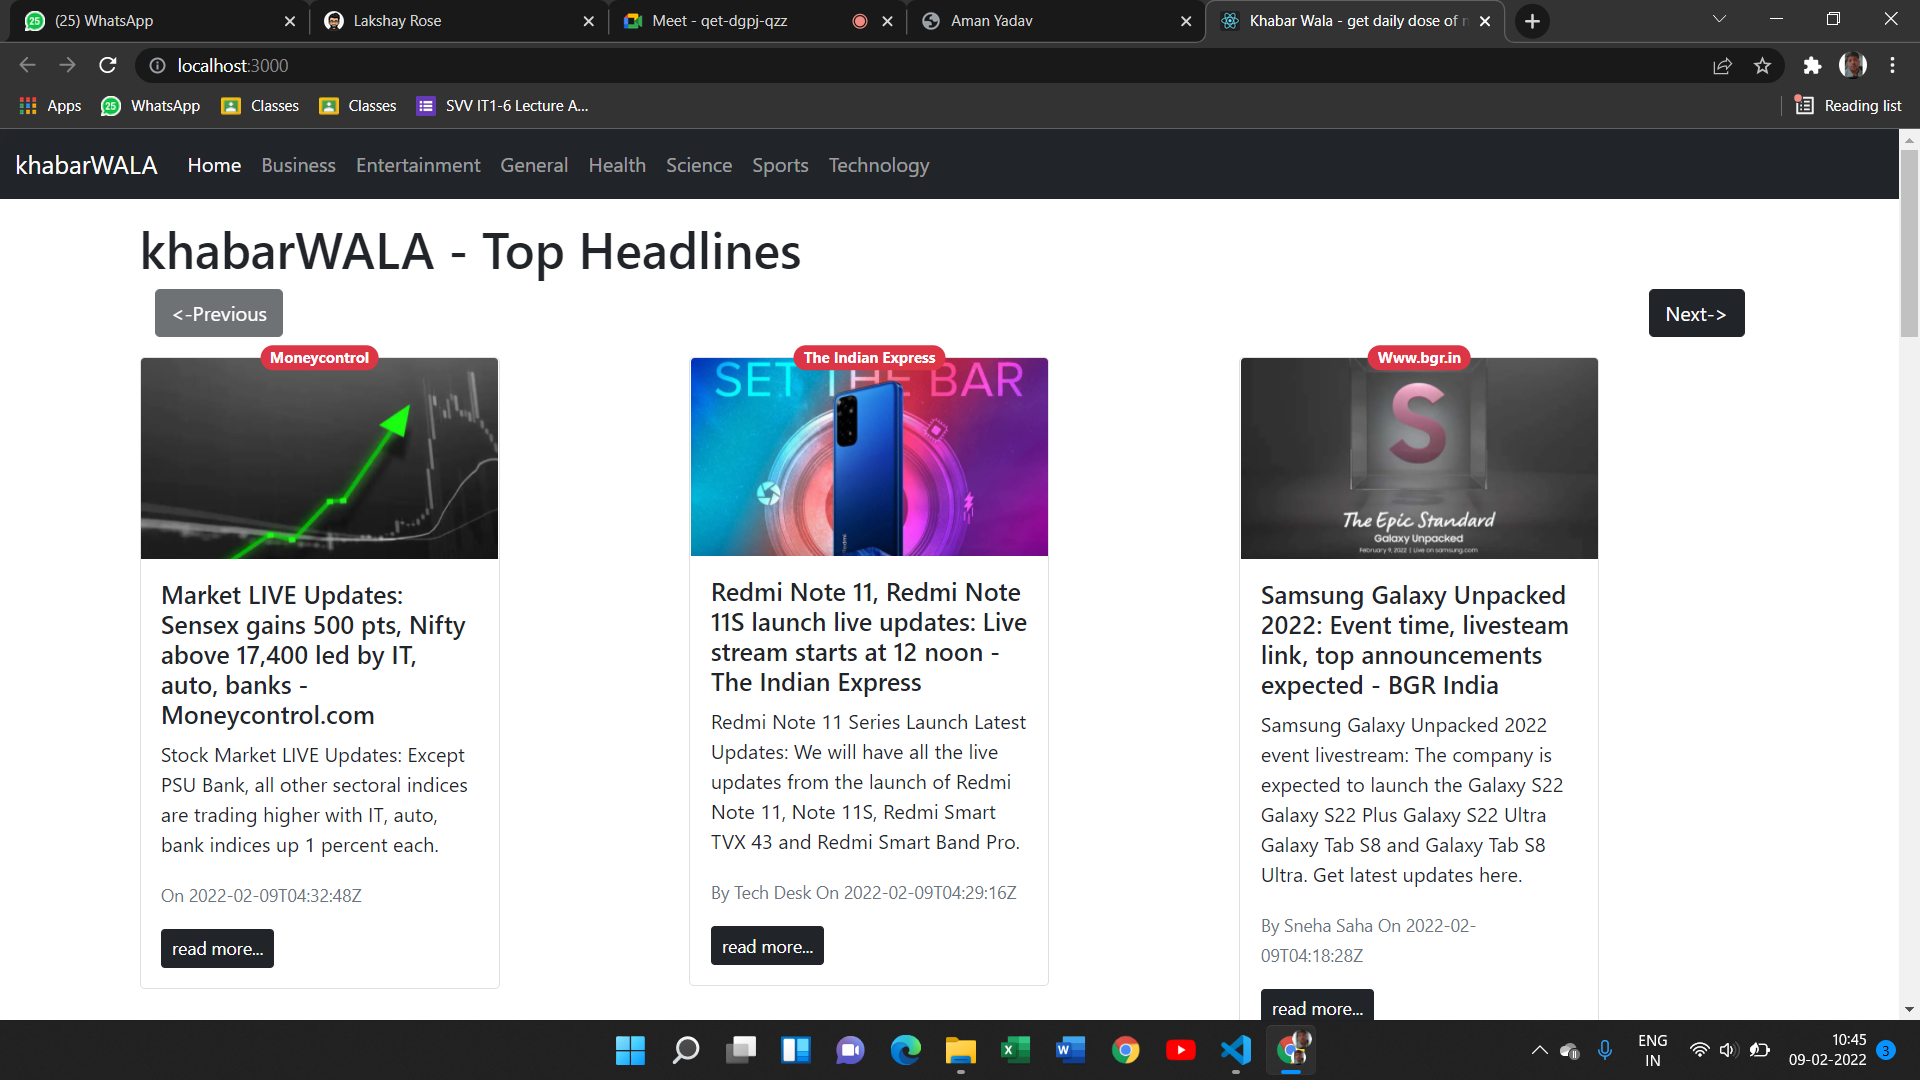 (25) WhatsApp
Lakshay Rose
Meet - qet-dgpj-qzz
Aman Yadav
Khabar Wala - get daily dose of n
localhost:3000
Apps
25 WhatsApp
Classes
Classes
SVV IT1-6 Lecture A...
Reading list
khabarWALA Home Business Entertainment General Health Science Sports Technology
khabarWALA - Top Headlines
<-Previous
Next->
Moneycontrol
Market LIVE Updates:
Sensex gains 500 pts, Nifty
above 17,400 led by IT,
auto, banks -
Moneycontrol.com
Stock Market LIVE Updates: Except
PSU Bank, all other sectoral indices
are trading higher with IT, auto,
bank indices up 1 percent each.
On 2022-02-09T04:32:48Z
read more...
The Indian Express
SET THE BAR
Redmi Note 11, Redmi Note
11S launch live updates: Live
stream starts at 12 noon -
The Indian Express
Redmi Note 11 Series Launch Latest
Updates: We will have all the live
updates from the launch of Redmi
Note 11, Note 11S, Redmi Smart
TVX 43 and Redmi Smart Band Pro.
By Tech Desk On 2022-02-09T04:29:16Z
read more...
Www.bgr.in
S
The Epic Standard
Galaxy Unpacked
February 9, 2022 | Live on samsung.com
Samsung Galaxy Unpacked
2022: Event time, livesteam
link, top announcements
expected - BGR India
Samsung Galaxy Unpacked 2022
event livestream: The company is
expected to launch the Galaxy S22
Galaxy S22 Plus Galaxy S22 Ultra
Galaxy Tab S8 and Galaxy Tab S8
Ultra. Get latest updates here.
By Sneha Saha On 2022-02-
09T04:18:28Z
read more...
ENG
IN
10:45
09-02-2022
3